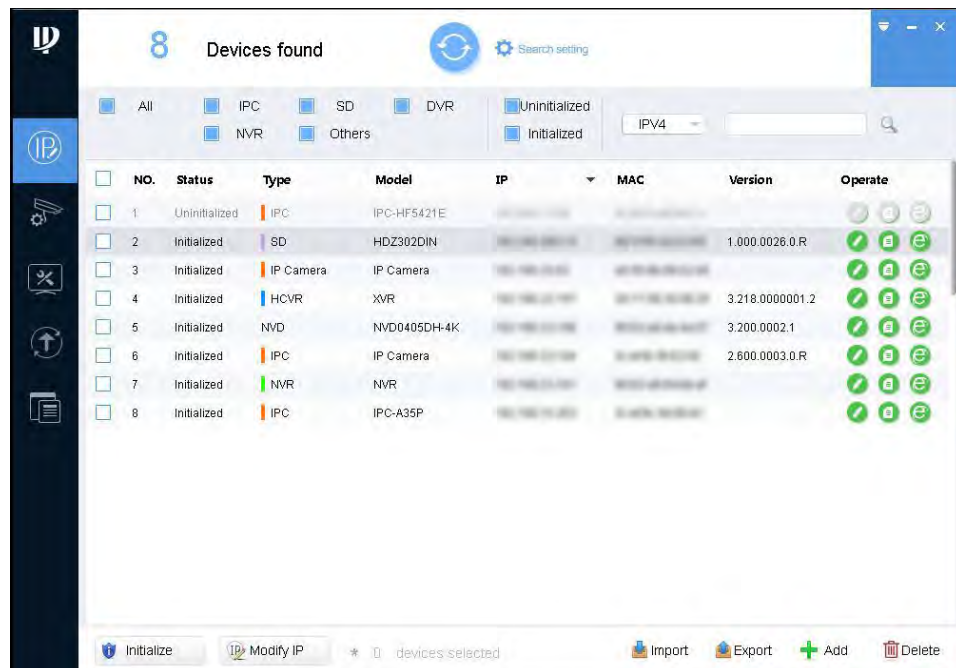 8 Devices found Search setting
All IPC SD DVR Uninitialized
NVR Others Initialized IPV4
IP
NO. Status Type Model IP MAC Version Operate
1 Uninitialized IPC IPC-HF5421E
2 Initialized SD HDZ302DIN 1.000.0026.0.R
3 Initialized IP Camera IP Camera
4 Initialized HCVR XVR 3.218.0000001.2
5 Initialized NVD NVD0405DH-4K 3.200.0002.1
6 Initialized IPC IP Camera 2.600.0003.0.R
7 Initialized NVR NVR
8 Initialized IPC IPC-A35P
Initialize IP Modify IP * 0 devices selected Import Export Add Delete